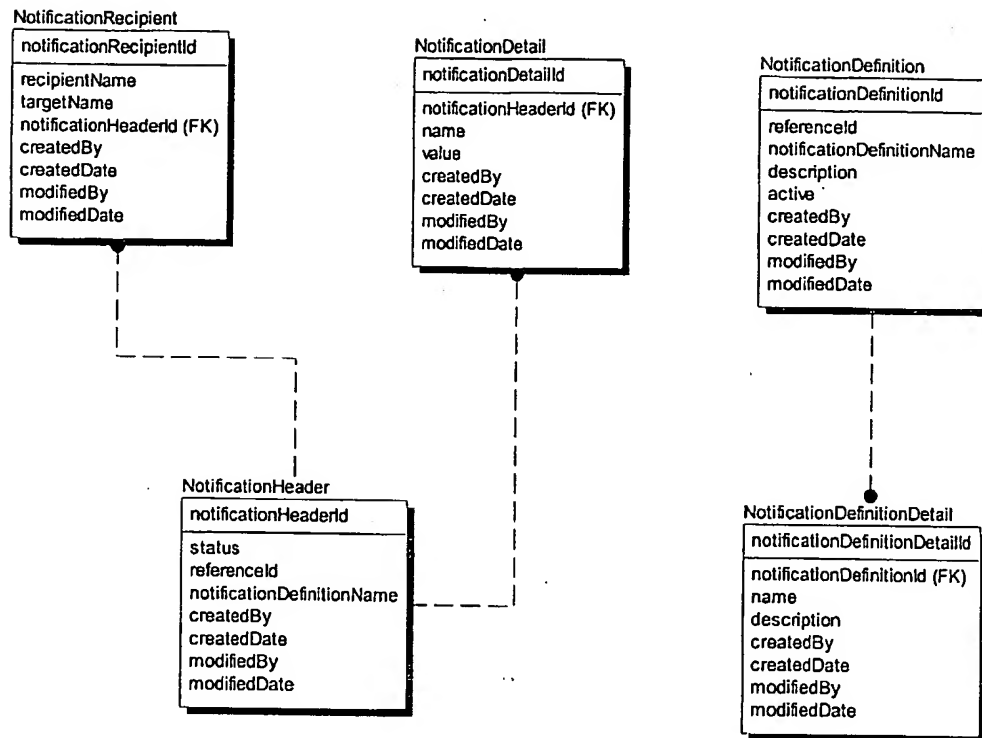 NotificationRecipient
notificationRecipientId
recipientName
targetName
notificationHeaderId (FK)
createdBy
createdDate
modifiedBy
modifiedDate
NotificationDetail
notificationDetailId
notificationHeaderId (FK)
name
value
createdBy
createdDate
modifiedBy
modifiedDate
NotificationDefinition
notificationDefinitionId
referenceId
notificationDefinitionName
description
active
createdBy
createdDate
modifiedBy
modifiedDate
NotificationHeader
notificationHeaderId
status
referenceId
notificationDefinitionName
createdBy
createdDate
modifiedBy
modifiedDate
NotificationDefinitionDetail
notificationDefinitionDetailId
notificationDefinitionId (FK)
name
description
createdBy
createdDate
modifiedBy
modifiedDate